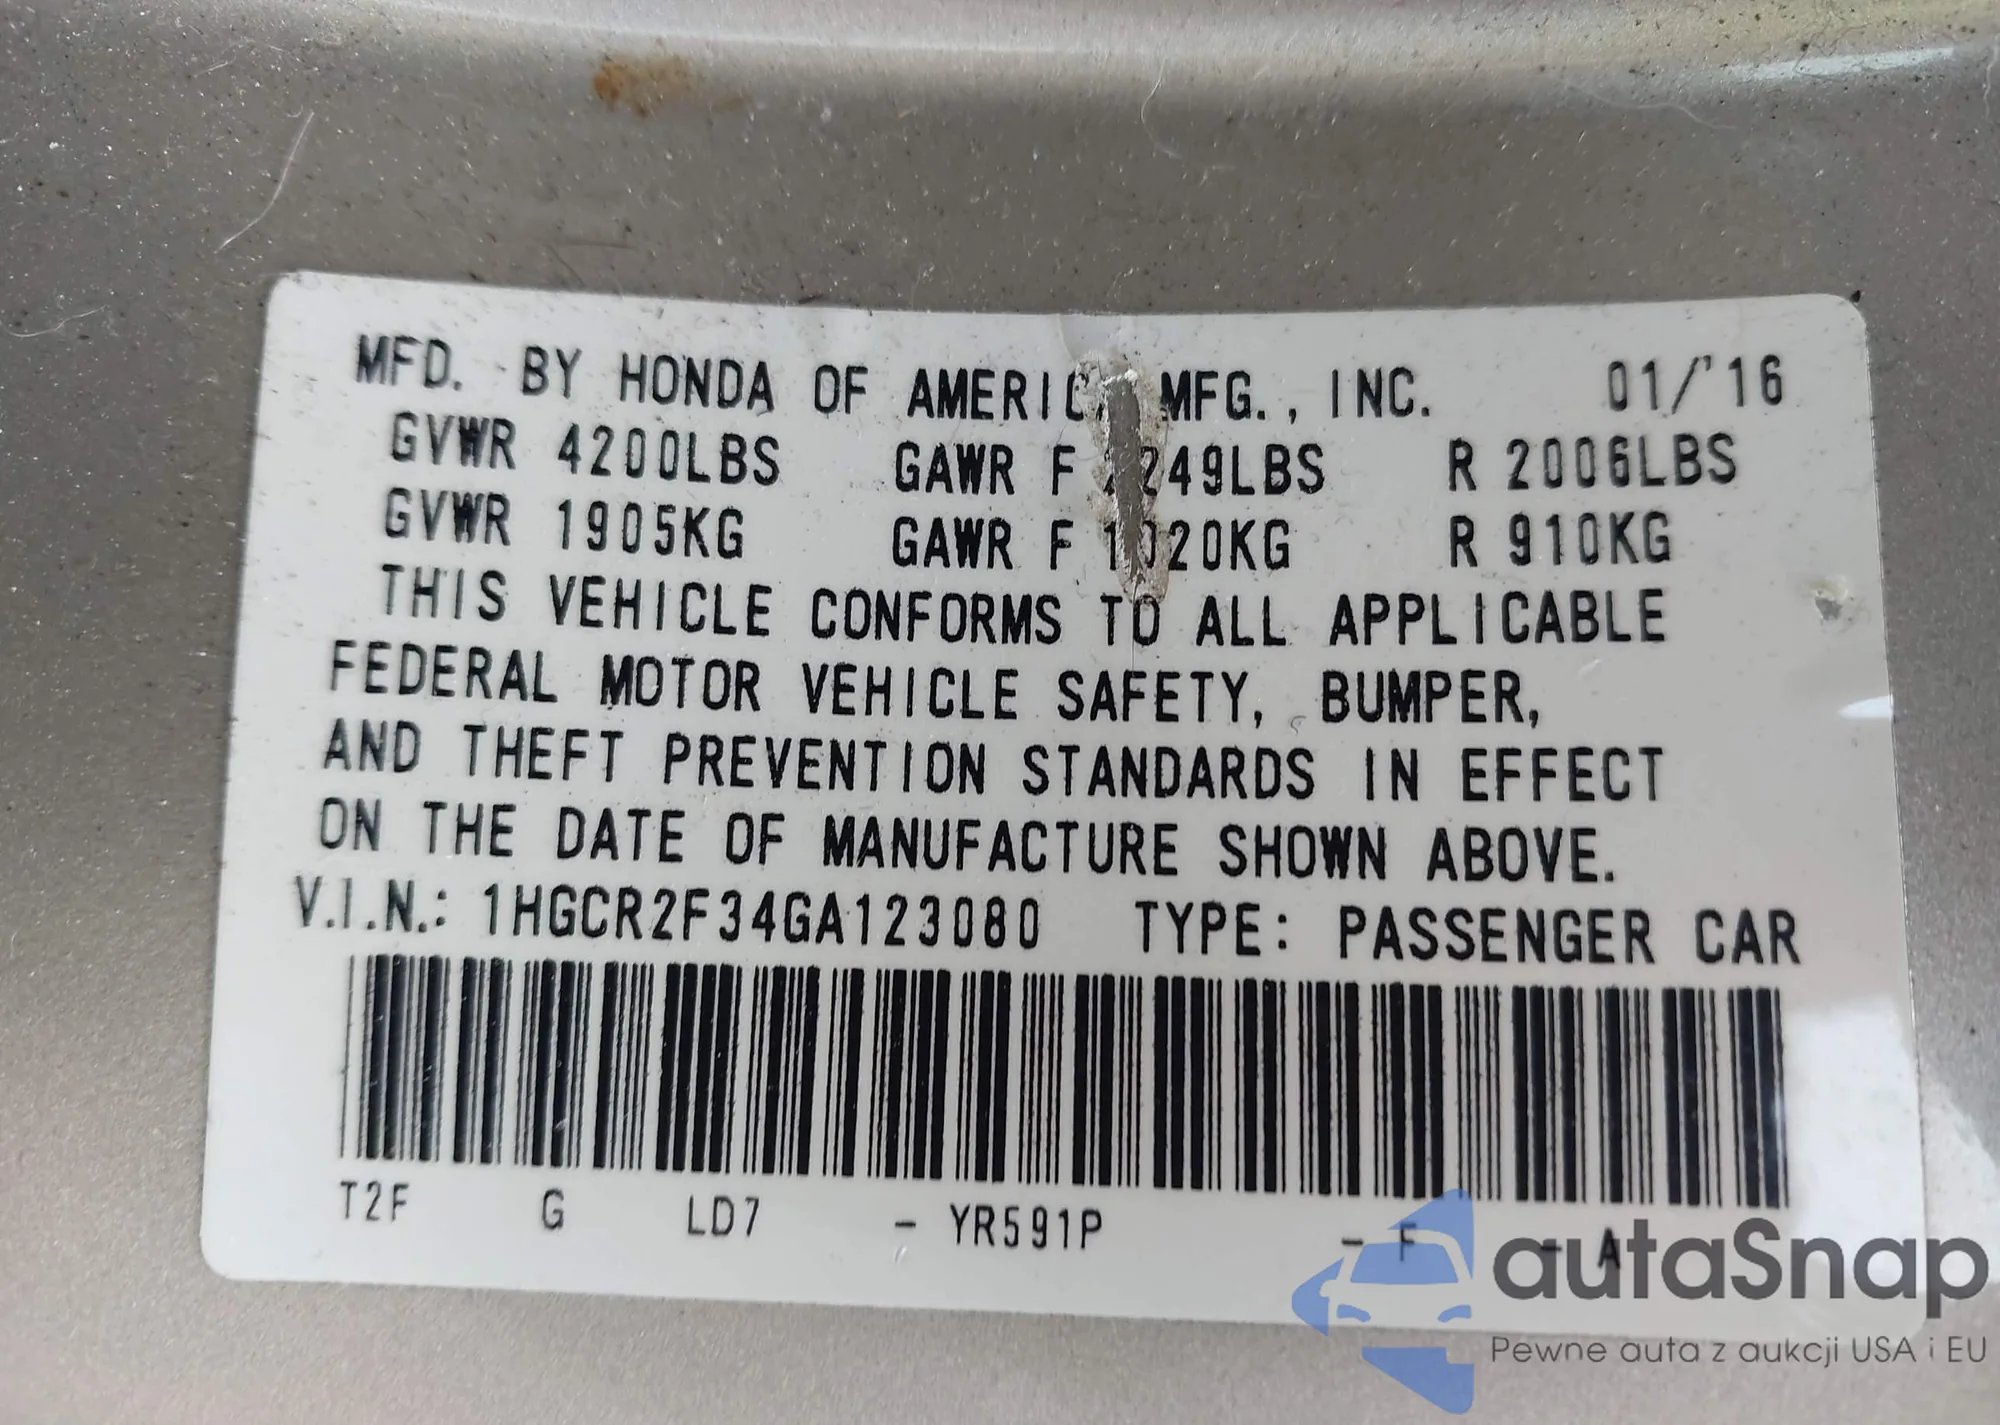 MFD. BY HONDA OF AMERIC MFG., INC. 01/'16
GVWR 4200LBS GAWR F 249LBS R 2006LBS
GVWR 1905KG GAWR F 1020KG R 910KG
THIS VEHICLE CONFORMS TO ALL APPLICABLE
FEDERAL MOTOR VEHICLE SAFETY, BUMPER,
AND THEFT PREVENTION STANDARDS IN EFFECT
ON THE DATE OF MANUFACTURE SHOWN ABOVE.
V.I.N.: 1HGCR2F34GA123080 TYPE: PASSENGER CAR
T2F G LD7 - YR591P - F - A
autaSnap
Pewne auta z aukcji USA i EU